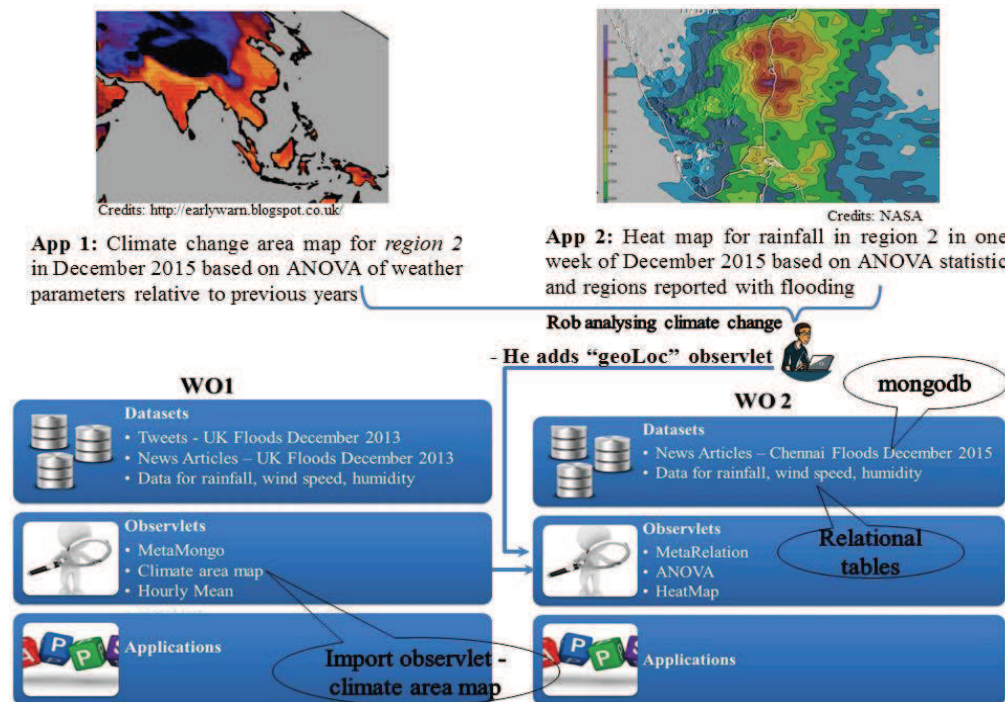 Credits: http://earlywarn.blogspot.co.uk/
App 1: Climate change area map for region 2
in December 2015 based on ANOVA of weather
parameters relative to previous years
Credits: NASA
App 2: Heat map for rainfall in region 2 in one
week of December 2015 based on ANOVA statistic
and regions reported with flooding
Rob analysing climate change
- He adds “geoLoc” observlet
WO1
Datasets
• Tweets - UK Floods December 2013
• News Articles – UK Floods December 2013
• Data for rainfall, wind speed, humidity
Observlets
• MetaMongo
• Climate area map
• Hourly Mean
Applications
Import observlet -
climate area map
WO 2
mongodb
Datasets
• News Articles – Chennai Floods December 2015
• Data for rainfall, wind speed, humidity
Relational
tables
Observlets
• MetaRelation
• ANOVA
• HeatMap
Applications